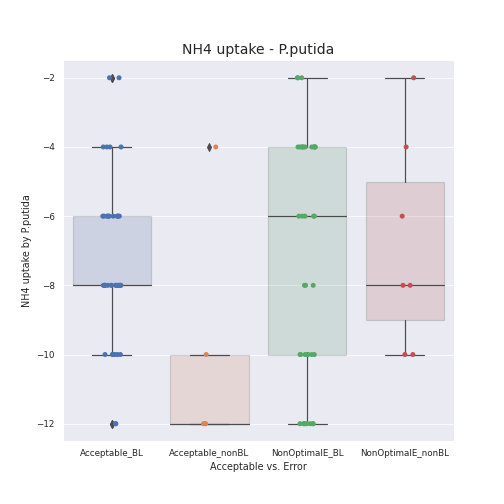 NH4 uptake - P.putida
−2
−4
−6
−8
−10
−12
NH4 uptake by P.putida
Acceptable_BL
Acceptable_nonBL
NonOptimalE_BL
NonOptimalE_nonBL
Acceptable vs. Error